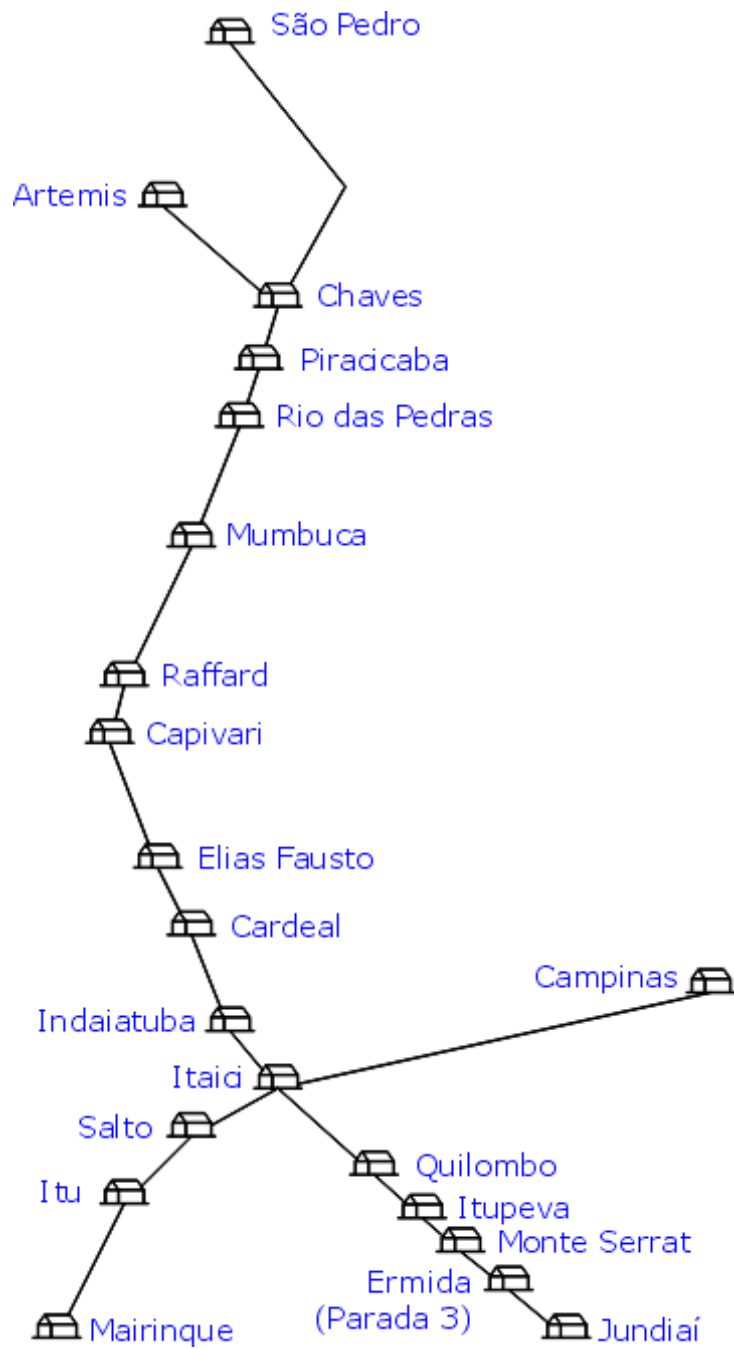 São Pedro
Artemis
Chaves
Piracicaba
Rio das Pedras
Mumbuca
Raffard
Capivari
Elias Fausto
Cardeal
Campinas
Indaiatuba
Itaici
Salto
Quilombo
Itu
Itupeva
Monte Serrat
Ermida
(Parada 3)
Mairinque
Jundiaí